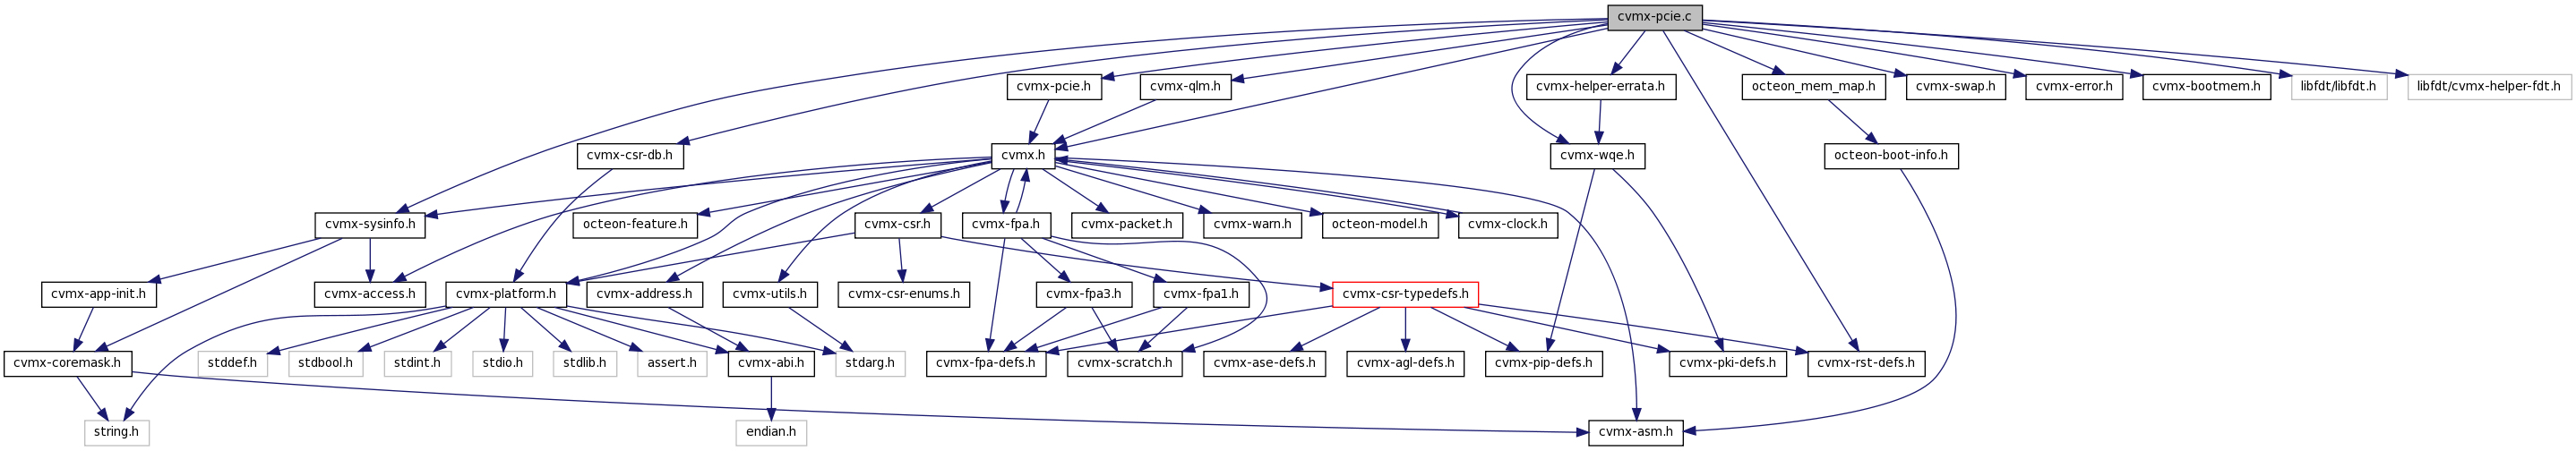 cvmx-pcie.c
cvmx-pcie.h
cvmx-qlm.h
cvmx-helper-errata.h
octeon_mem_map.h
cvmx-swap.h
cvmx-error.h
cvmx-bootmem.h
libfdt/libfdt.h
libfdt/cvmx-helper-fdt.h
cvmx-csr-db.h
cvmx.h
cvmx-wqe.h
octeon-boot-info.h
cvmx-sysinfo.h
octeon-feature.h
cvmx-csr.h
cvmx-fpa.h
cvmx-packet.h
cvmx-warn.h
octeon-model.h
cvmx-clock.h
cvmx-app-init.h
cvmx-access.h
cvmx-platform.h
cvmx-address.h
cvmx-utils.h
cvmx-csr-enums.h
cvmx-fpa3.h
cvmx-fpa1.h
cvmx-csr-typedefs.h
cvmx-coremask.h
stddef.h
stdbool.h
stdint.h
stdio.h
stdlib.h
assert.h
cvmx-abi.h
stdarg.h
cvmx-fpa-defs.h
cvmx-scratch.h
cvmx-ase-defs.h
cvmx-agl-defs.h
cvmx-pip-defs.h
cvmx-pki-defs.h
cvmx-rst-defs.h
string.h
endian.h
cvmx-asm.h